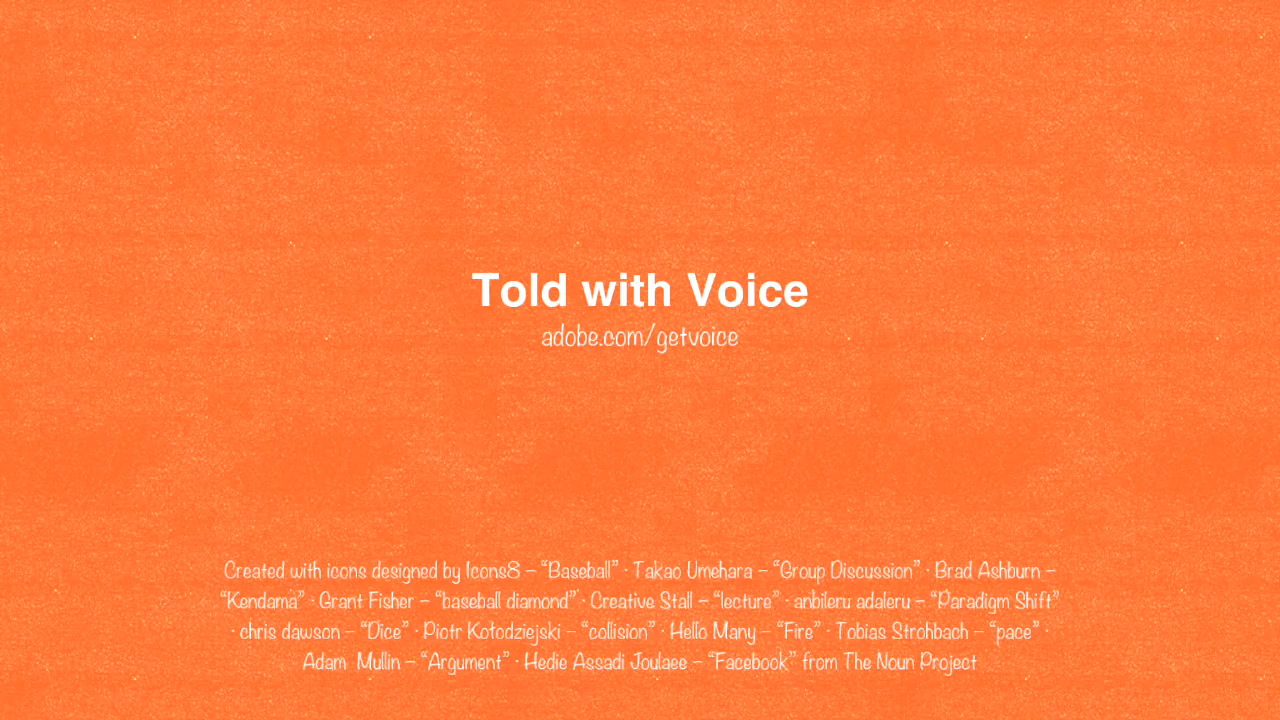 Told with Voice
adobe.com/getvoice
Created with icons designed by Icons8 – “Baseball” · Takao Umehara – “Group Discussion” · Brad Ashburn –
“Kendama” · Grant Fisher – “baseball diamond” · Creative Stall – “lecture” · anbileru adaleru – “Paradigm Shift”
· chris dawson – “Dice” · Piotr Kołodziejski – “collision” · Hello Many – “Fire” · Tobias Strohbach – “pace” ·
Adam  Mullin – “Argument” · Hedie Assadi Joulaee – “Facebook” from The Noun Project